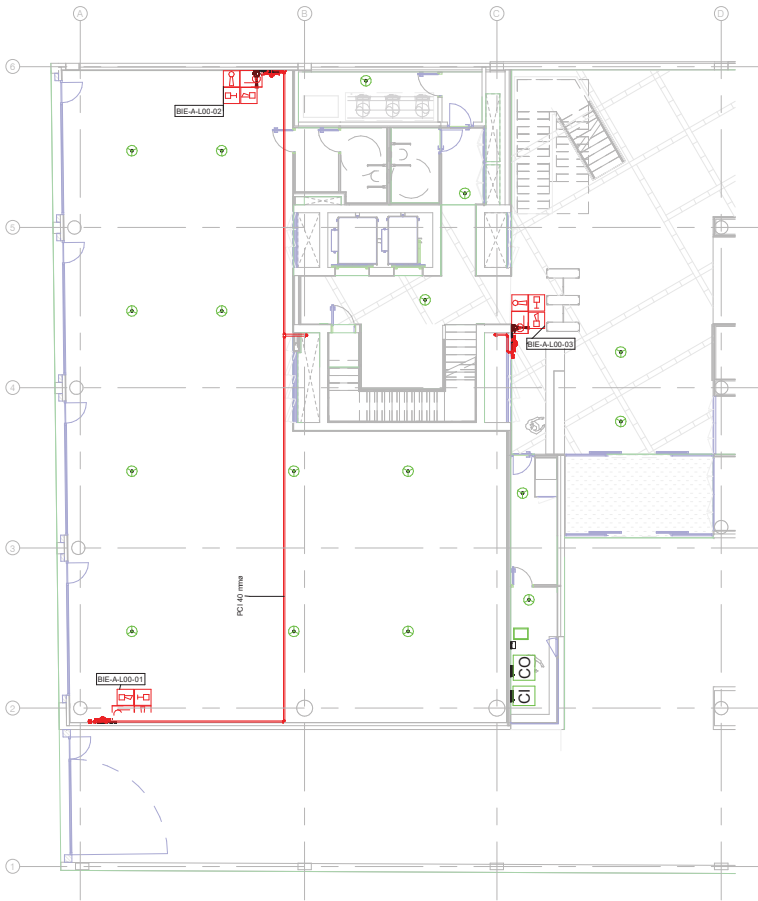 A
B
C
D
6
BIE-A-L00-02
5
BIE-A-L00-03
4
3
PCI 40 mmø
BIE-A-L00-01
CO
CI
2
1